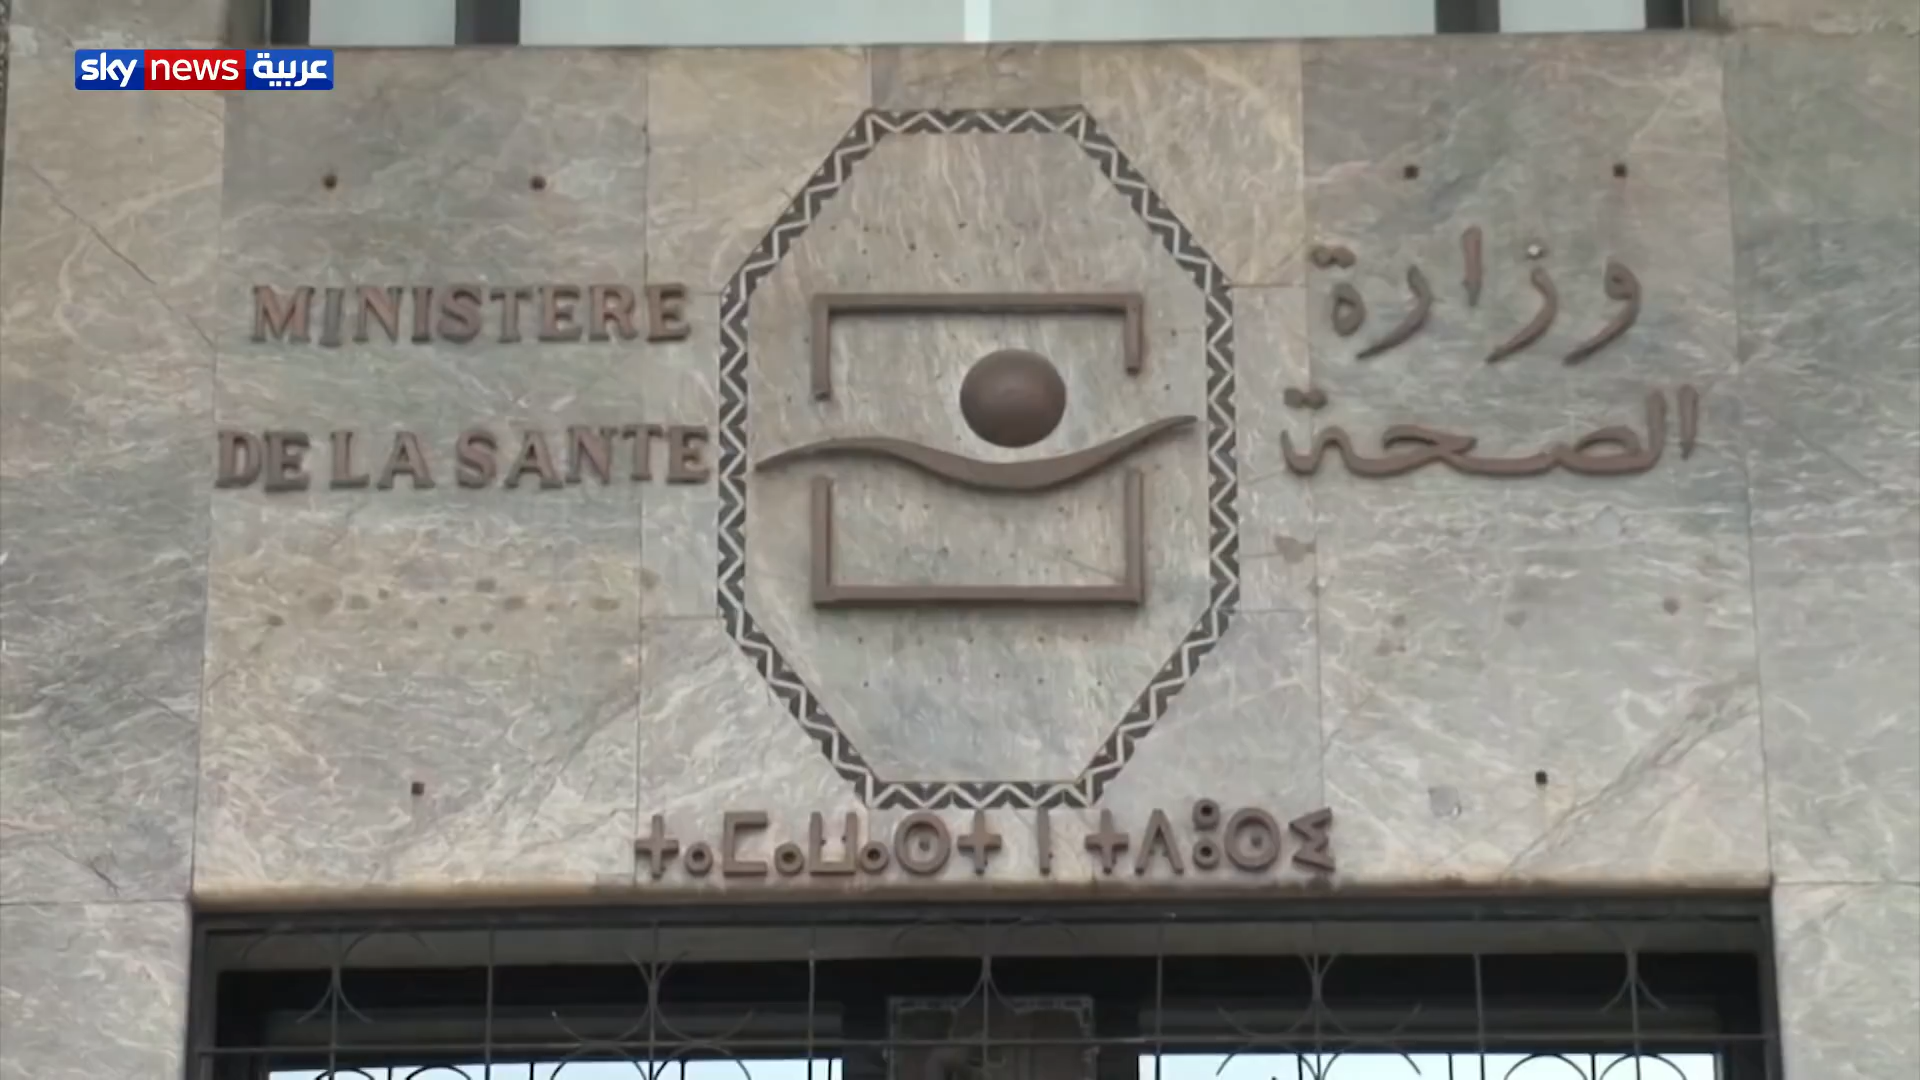 sky news عربية
MINISTERE
DE LA SANTE
وزارة
الصحة
ⵜⴰⵎⴰⵡⴰⵙⵜ ⵏ ⵜⴷⵓⵙⵉ